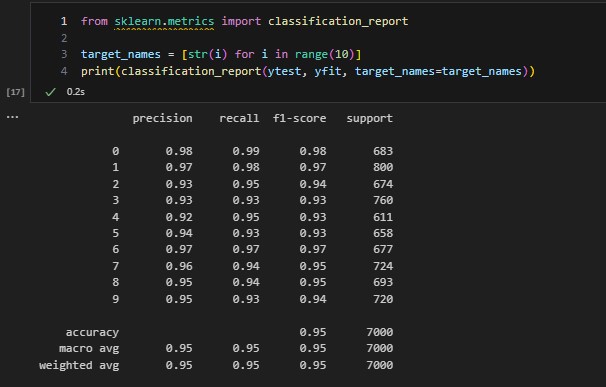 1 from sklearn.metrics import classification_report
2
3 target_names = [str(i) for i in range(10)]
4 print(classification_report(ytest, yfit, target_names=target_names))
[17] ✓ 0.2s
... precision recall f1-score support
0 0.98 0.99 0.98 683
1 0.97 0.98 0.97 800
2 0.93 0.95 0.94 674
3 0.93 0.93 0.93 760
4 0.92 0.95 0.93 611
5 0.94 0.93 0.93 658
6 0.97 0.97 0.97 677
7 0.96 0.94 0.95 724
8 0.95 0.94 0.95 693
9 0.95 0.93 0.94 720
accuracy 0.95 7000
macro avg 0.95 0.95 0.95 7000
weighted avg 0.95 0.95 0.95 7000